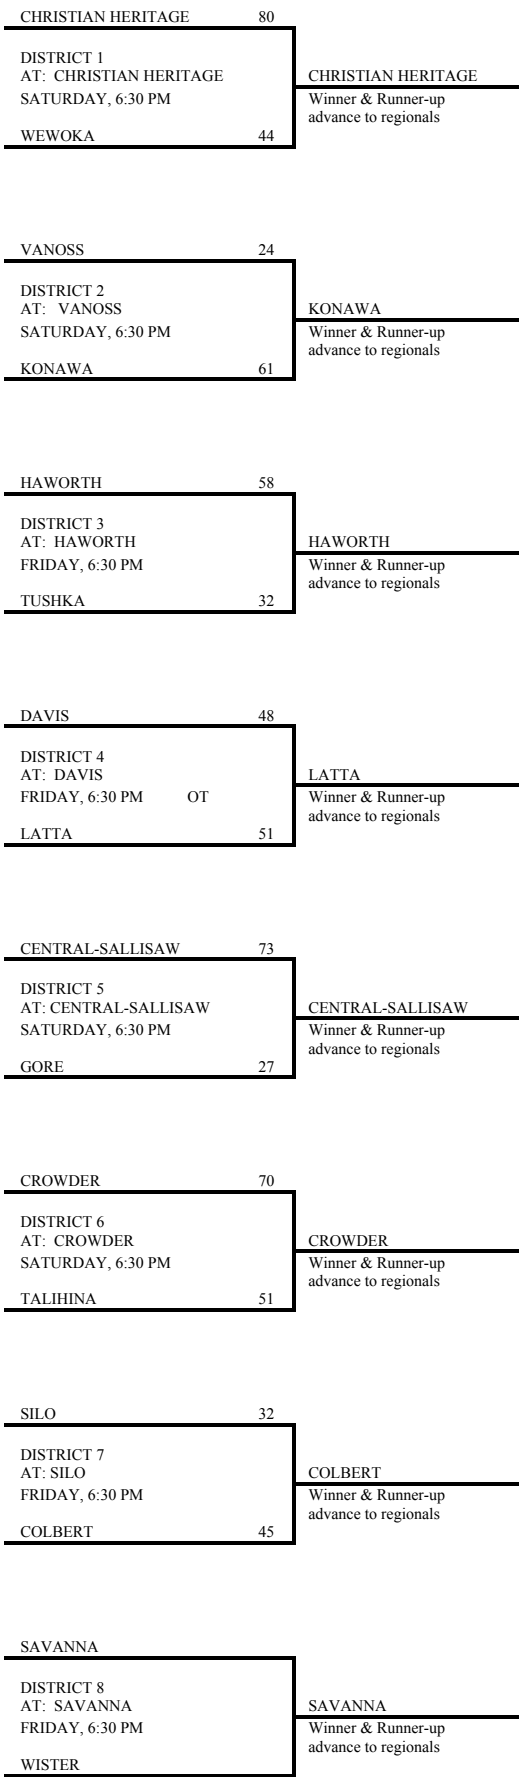 CHRISTIAN HERITAGE 80
DISTRICT 1
AT: CHRISTIAN HERITAGE CHRISTIAN HERITAGE
SATURDAY, 6:30 PM Winner & Runner-up
advance to regionals
WEWOKA 44
VANOSS 24
DISTRICT 2
AT: VANOSS KONAWA
SATURDAY, 6:30 PM Winner & Runner-up
advance to regionals
KONAWA 61
HAWORTH 58
DISTRICT 3
AT: HAWORTH HAWORTH
FRIDAY, 6:30 PM Winner & Runner-up
advance to regionals
TUSHKA 32
DAVIS 48
DISTRICT 4
AT: DAVIS LATTA
FRIDAY, 6:30 PM OT Winner & Runner-up
advance to regionals
LATTA 51
CENTRAL-SALLISAW 73
DISTRICT 5
AT: CENTRAL-SALLISAW CENTRAL-SALLISAW
SATURDAY, 6:30 PM Winner & Runner-up
advance to regionals
GORE 27
CROWDER 70
DISTRICT 6
AT: CROWDER CROWDER
SATURDAY, 6:30 PM Winner & Runner-up
advance to regionals
TALIHINA 51
SILO 32
DISTRICT 7
AT: SILO COLBERT
FRIDAY, 6:30 PM Winner & Runner-up
advance to regionals
COLBERT 45
SAVANNA
DISTRICT 8
AT: SAVANNA SAVANNA
FRIDAY, 6:30 PM Winner & Runner-up
advance to regionals
WISTER